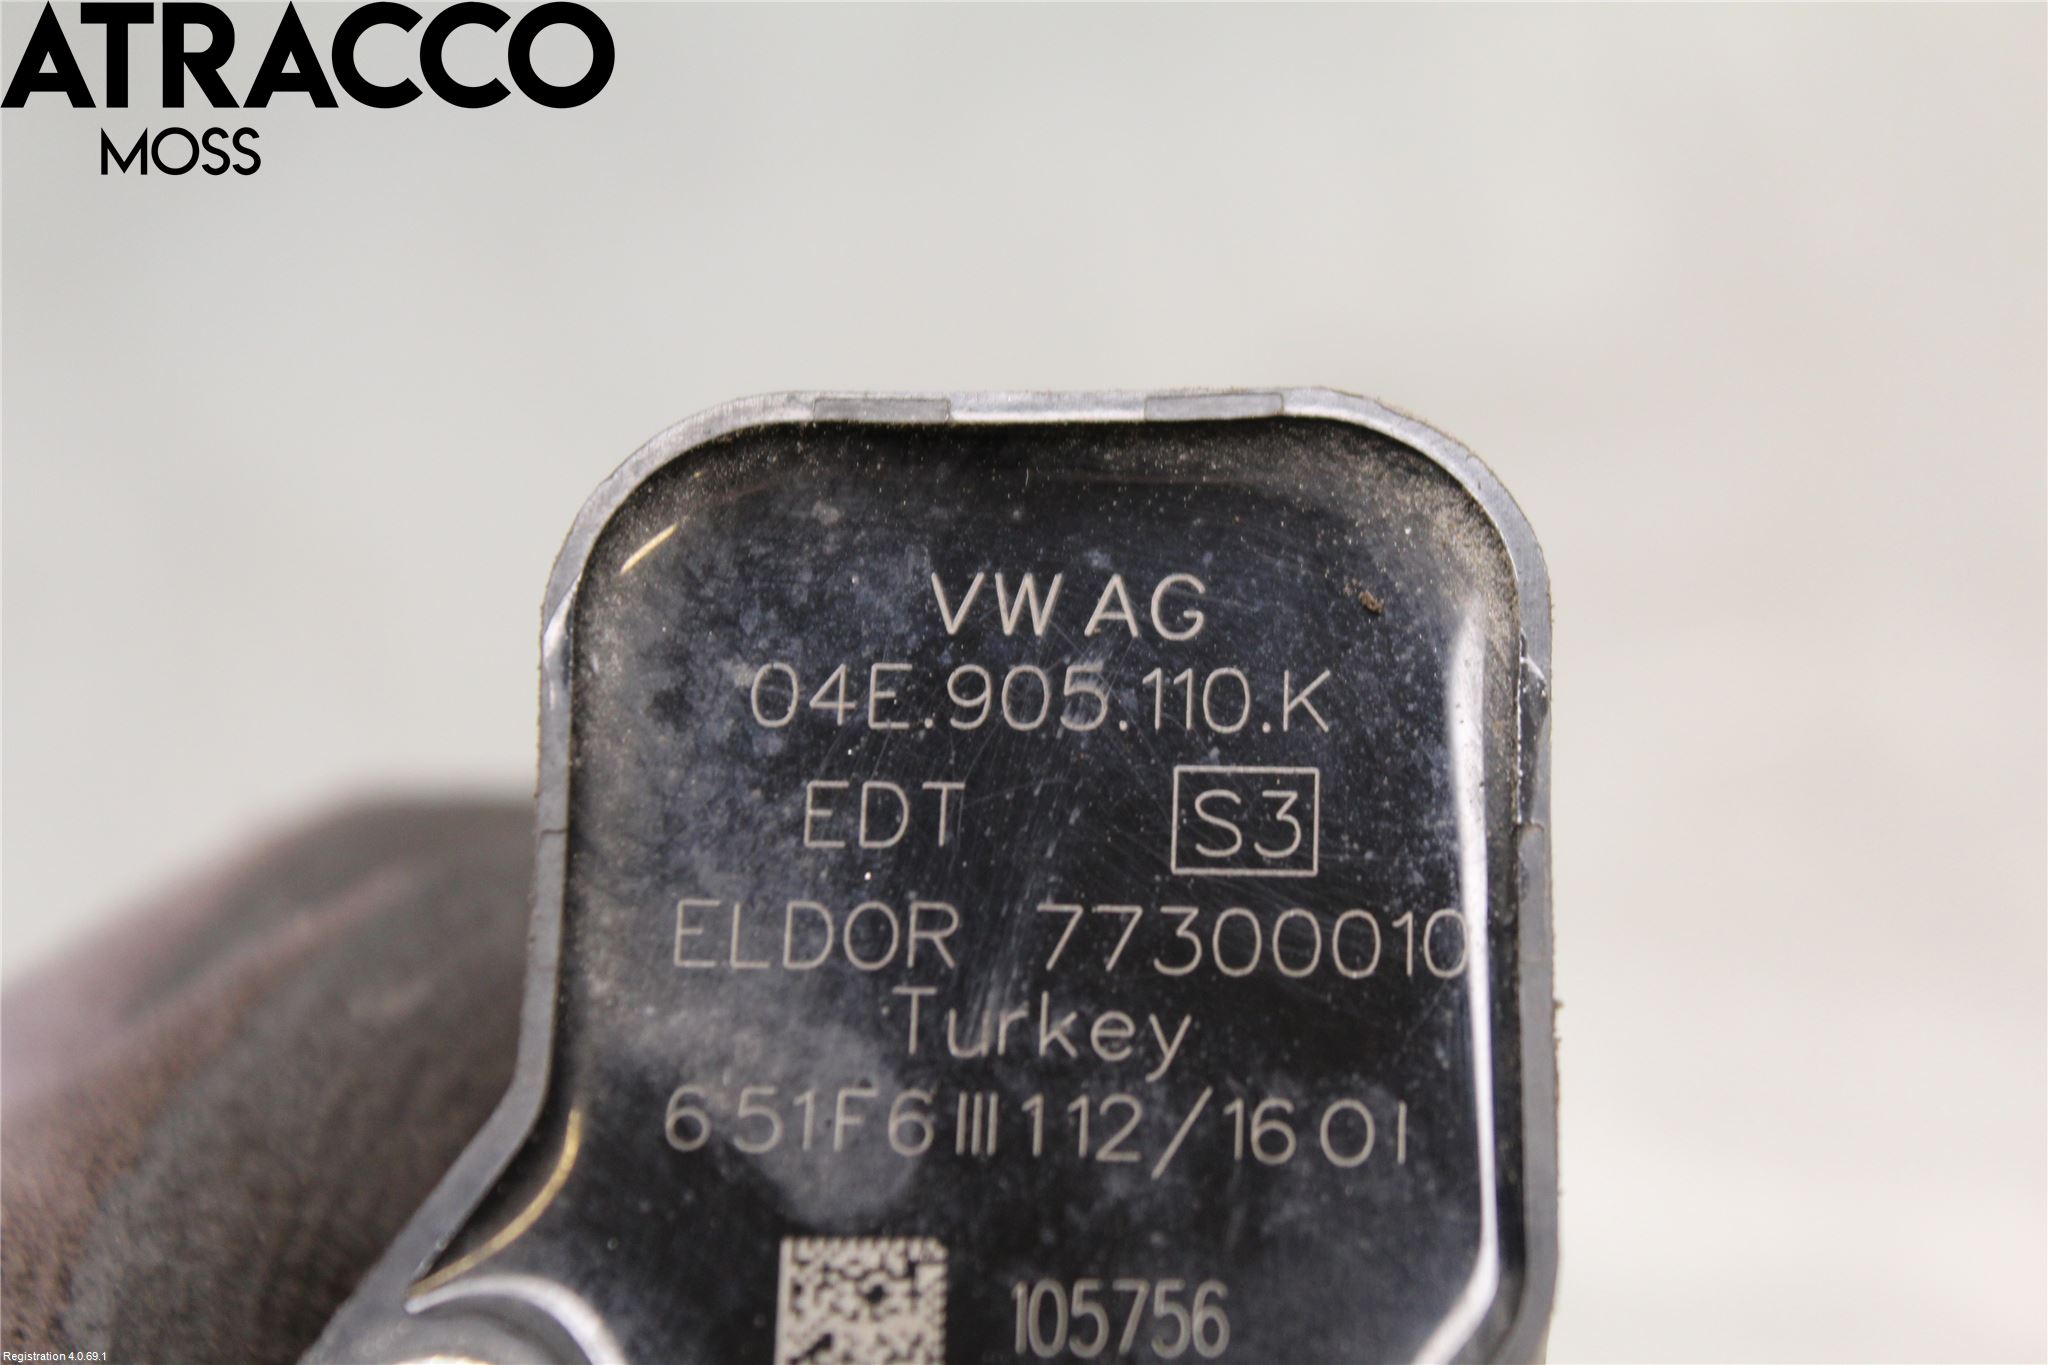 ATRACCO
MOSS
VW AG
04E.905.110.K
EDT S3
ELDOR 77300010
Turkey
6 51F6 III 1 12/16 O I
105756
Registration 4.0.69.1